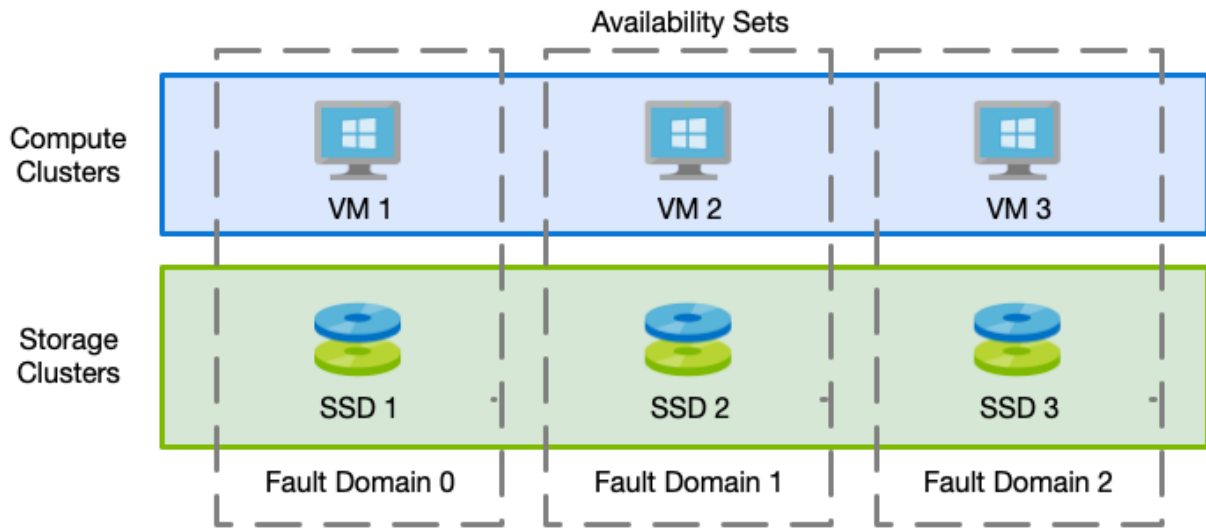 Availability Sets
Compute
Clusters
VM 1
VM 2
VM 3
Storage
Clusters
SSD 1
SSD 2
SSD 3
Fault Domain 0
Fault Domain 1
Fault Domain 2